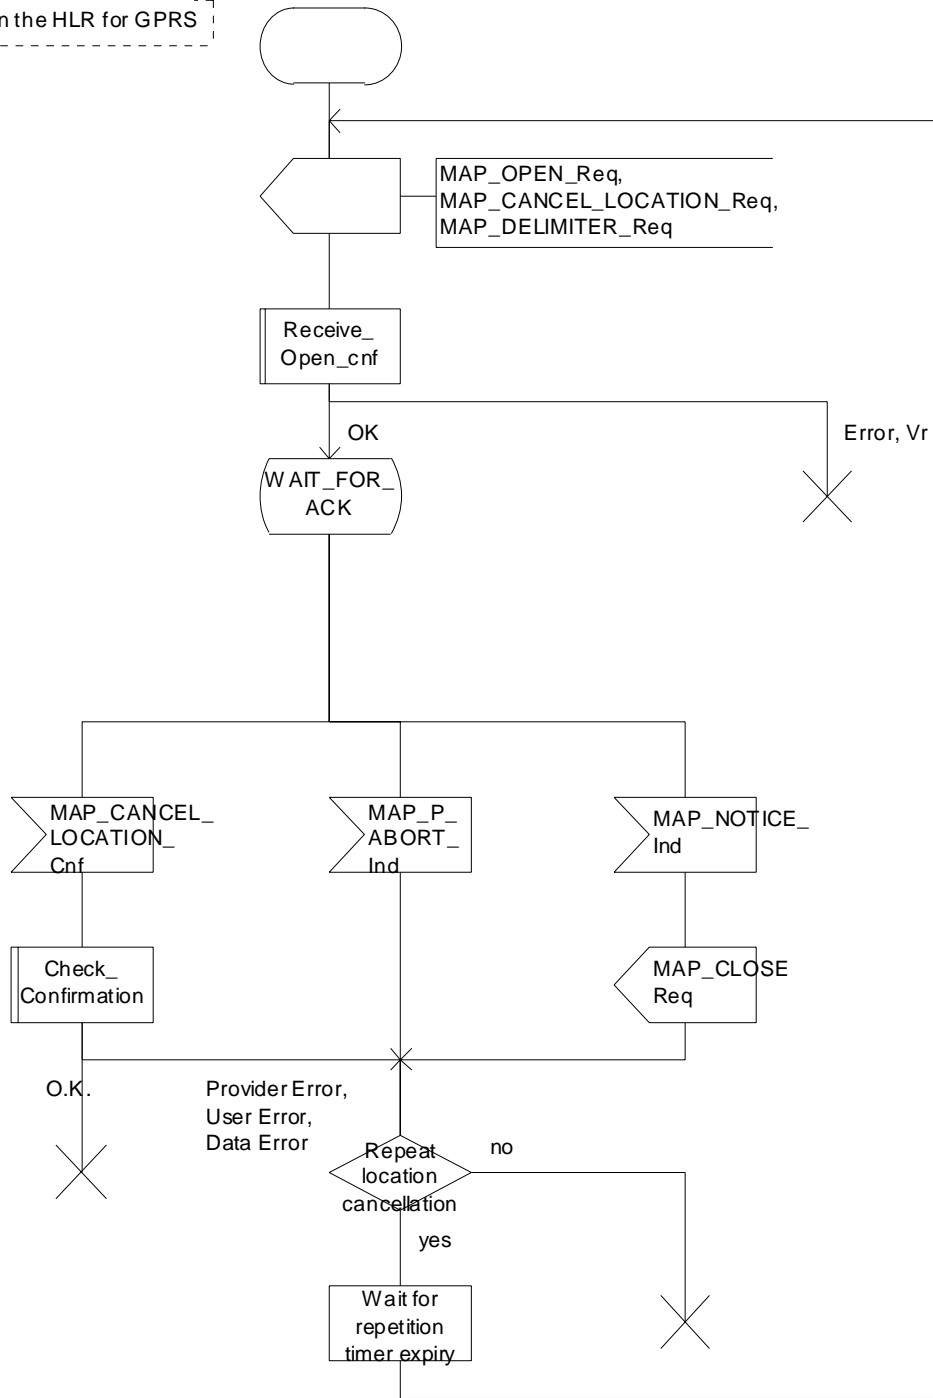 n the HLR for GPRS
MAP_OPEN_Req,
MAP_CANCEL_LOCATION_Req,
MAP_DELIMITER_Req
Receive_
Open_cnf
OK
Error, Vr
WAIT_FOR_
ACK
MAP_CANCEL_
LOCATION_
Cnf
MAP_P_
ABORT_
Ind
MAP_NOTICE_
Ind
Check_
Confirmation
MAP_CLOSE
Req
O.K.
Provider Error,
User Error,
Data Error
Repeat
location
cancellation
no
yes
Wait for
repetition
timer expiry